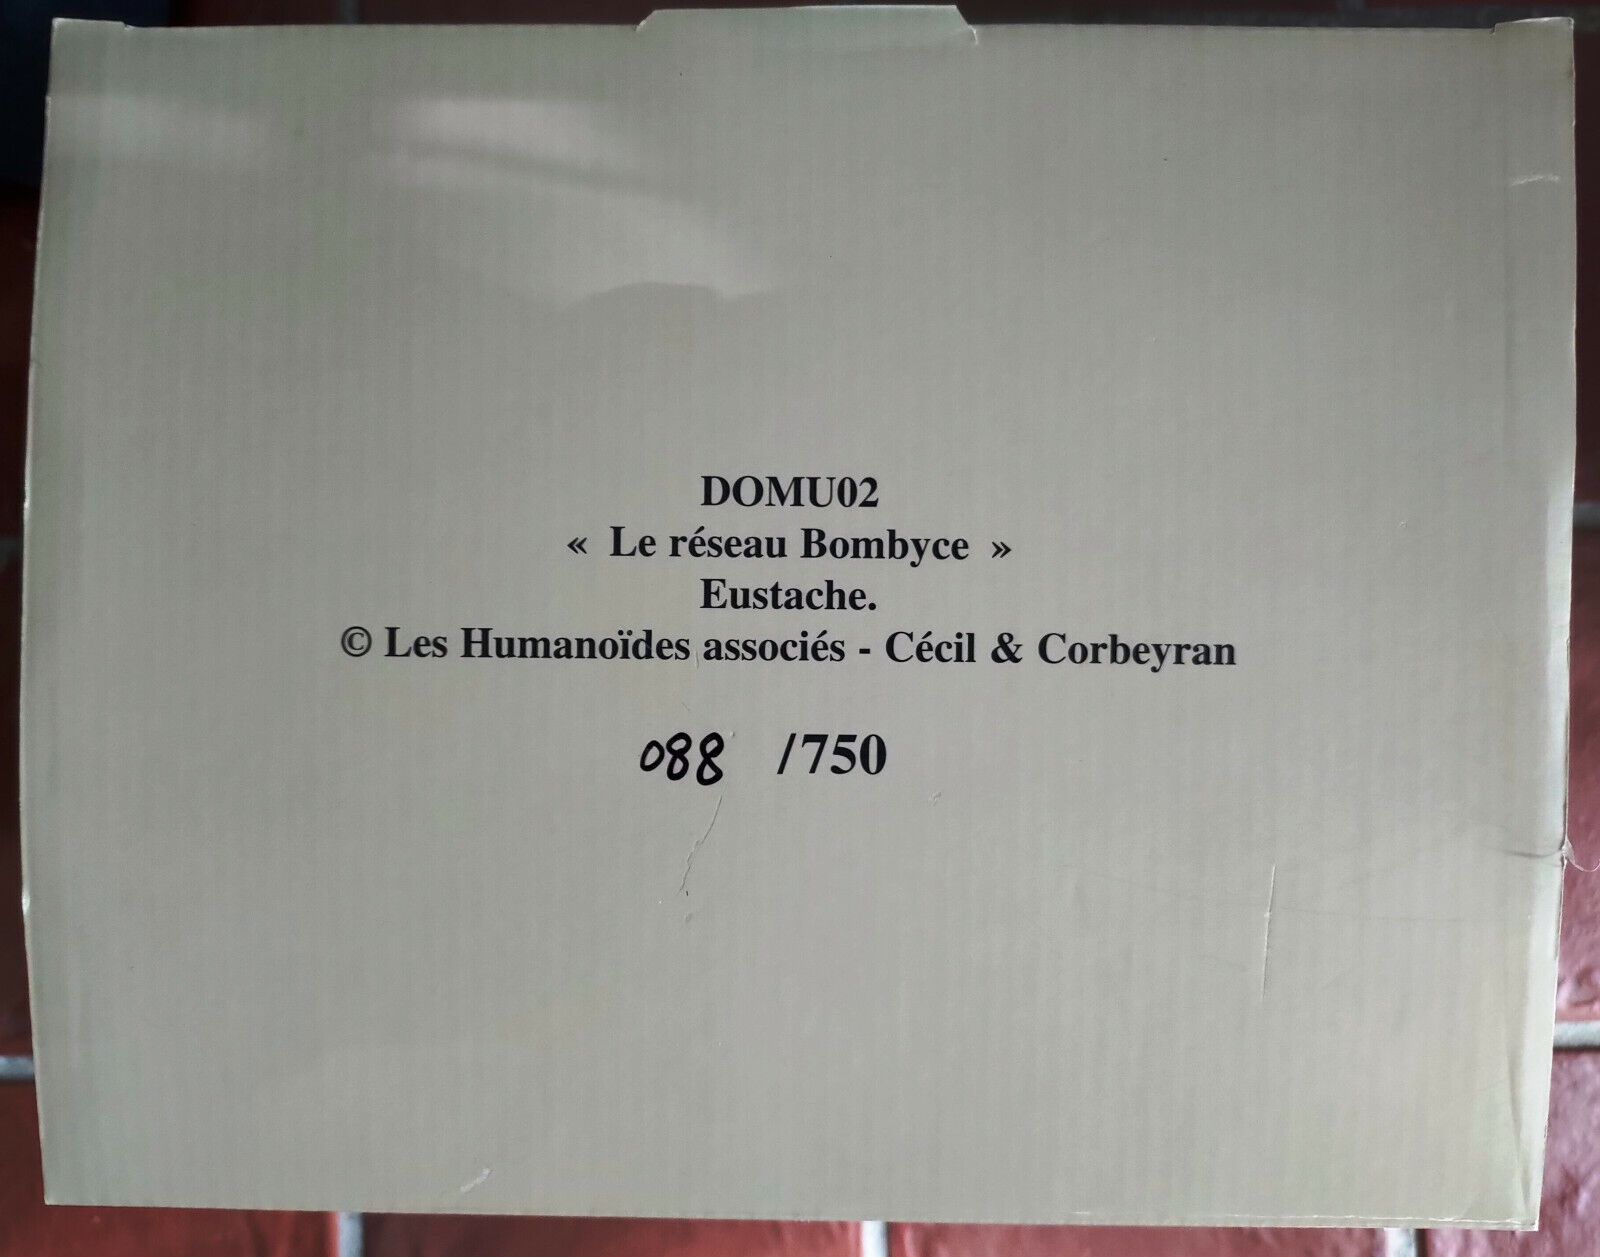 DOMU02
« Le réseau Bombyce »
Eustache.
© Les Humanoïdes associés - Cécil & Corbeyran
088 /750